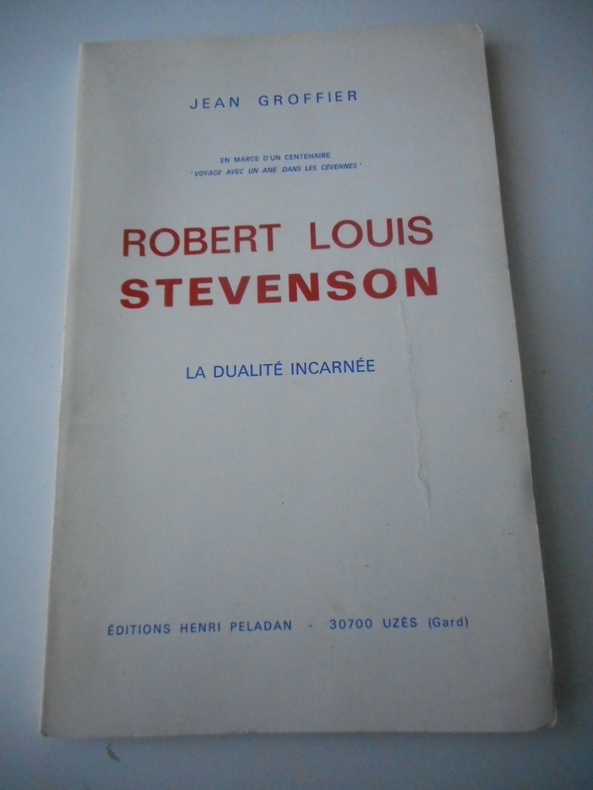 JEAN GROFFIER
EN MARGE D'UN CENTENAIRE
"VOYAGE AVEC UN ANE DANS LES CÉVENNES"
ROBERT LOUIS
STEVENSON
LA DUALITÉ INCARNÉE
ÉDITIONS HENRI PELADAN - 30700 UZÈS (Gard)